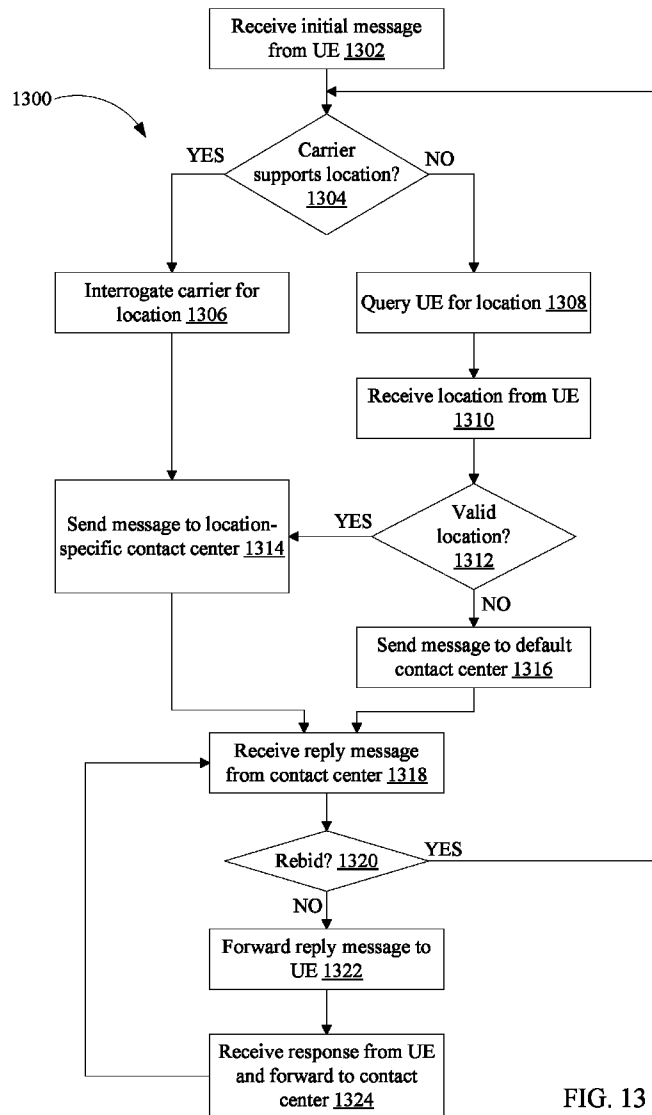 Receive initial message
from UE 1302
1300
YES
Carrier
supports location?
1304
NO
Interrogate carrier for
location 1306
Query UE for location 1308
Receive location from UE
1310
Send message to location-
specific contact center 1314
YES
Valid
location?
1312
NO
Send message to default
contact center 1316
Receive reply message
from contact center 1318
Rebid? 1320
YES
NO
Forward reply message to
UE 1322
Receive response from UE
and forward to contact
center 1324
FIG. 13